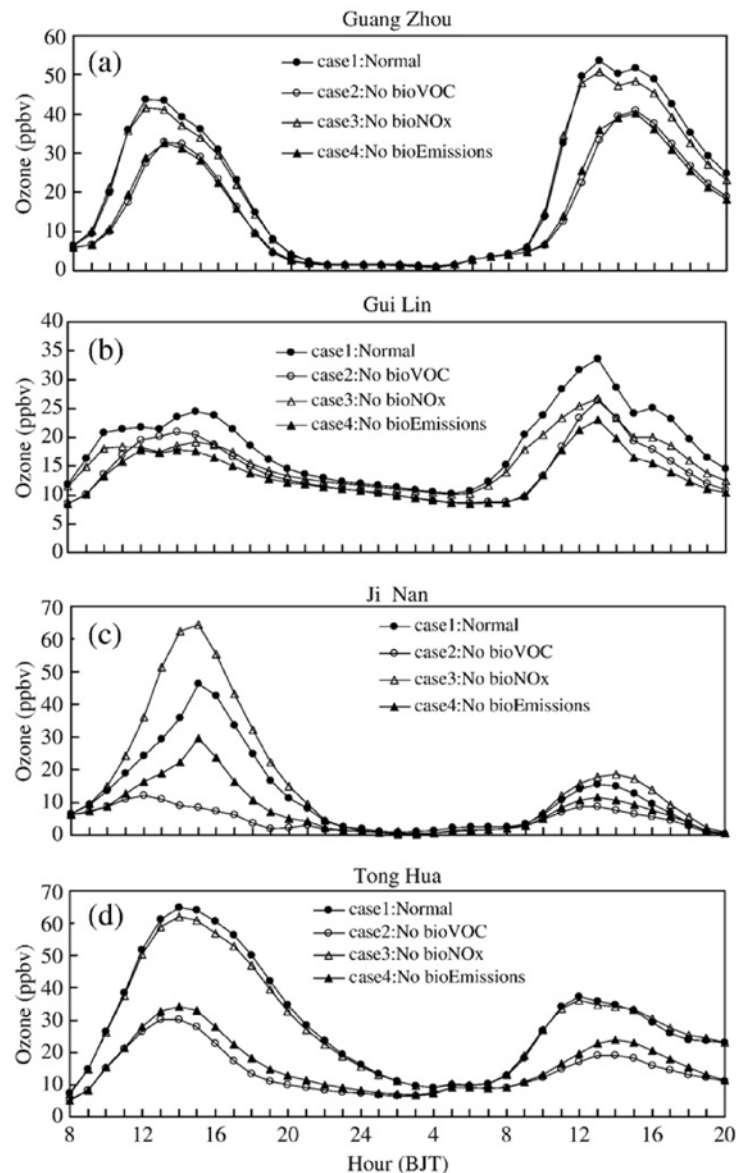 Guang Zhou
(a)
case1:Normal
case2:No bioVOC
case3:No bioNOx
case4:No bioEmissions
Ozone (ppbv)
60
50
40
30
20
10
0
Gui Lin
(b)
case1:Normal
case2:No bioVOC
case3:No bioNOx
case4:No bioEmissions
Ozone (ppbv)
40
35
30
25
20
15
10
5
0
Ji Nan
(c)
case1:Normal
case2:No bioVOC
case3:No bioNOx
case4:No bioEmissions
Ozone (ppbv)
70
60
50
40
30
20
10
0
Tong Hua
(d)
case1:Normal
case2:No bioVOC
case3:No bioNOx
case4:No bioEmissions
Ozone (ppbv)
70
60
50
40
30
20
10
0
8 12 16 20 24 4 8 12 16 20
Hour (BJT)